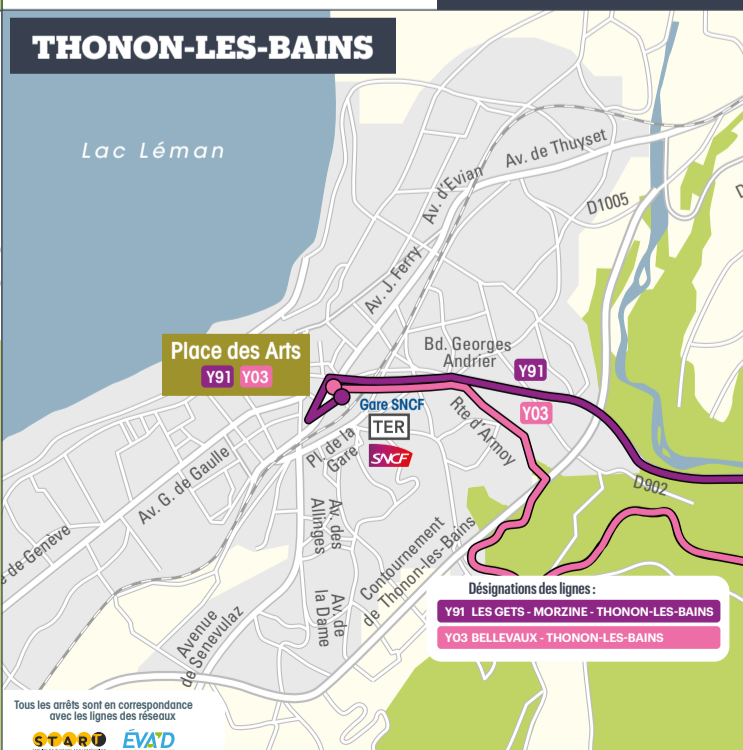 THONON-LES-BAINS
Lac Léman
Av. de Thuyset
Av. d'Evian
D1005
Av. J. Ferry
Place des Arts
Y91 Y03
Bd. Georges
Andrier
Y91
Gare SNCF
TER
SNCF
Y03
Rte d'Armoy
Pl. de la
Gare
Av. G. de Gaulle
D902
Av. des
Allinges
Contournement
de Thonon-les-Bains
e-de-Genève
Av. de
la Dame
Avenue
de Senevulaz
Désignations des lignes :
Y91 LES GETS - MORZINE - THONON-LES-BAINS
Y03 BELLEVAUX - THONON-LES-BAINS
Tous les arrêts sont en correspondance
avec les lignes des réseaux
START ÉVA'D